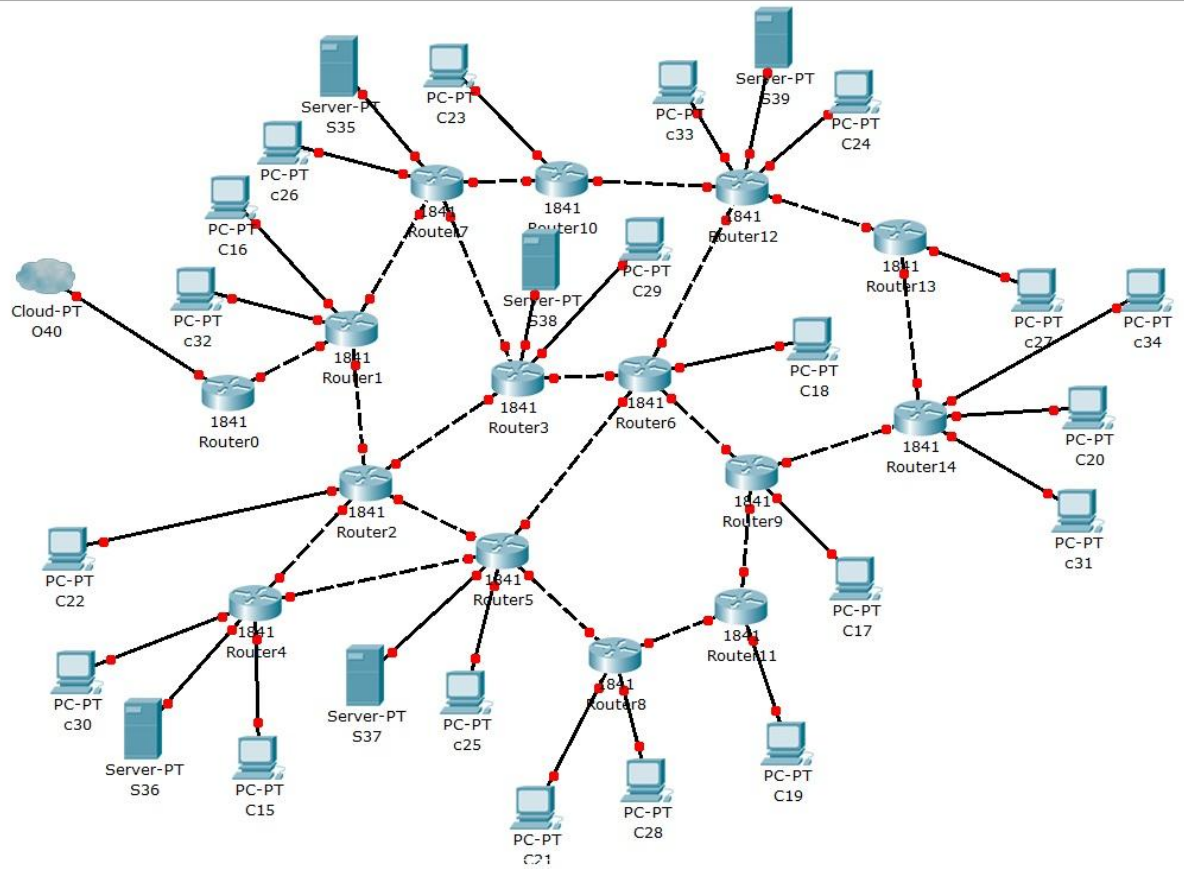 Server-PT
S35
PC-PT
C23
PC-PT
c33
Server-PT
S39
PC-PT
C24
PC-PT
c26
1841
Router7
1841
Router10
1841
Router12
PC-PT
C16
1841
Router13
Server-PT
S38
PC-PT
C29
Cloud-PT
O40
PC-PT
c32
1841
Router1
PC-PT
c27
PC-PT
c34
1841
Router0
1841
Router3
1841
Router6
PC-PT
C18
1841
Router14
PC-PT
C20
1841
Router2
1841
Router9
PC-PT
c31
PC-PT
C22
1841
Router5
PC-PT
C17
1841
Router4
1841
Router11
1841
Router8
PC-PT
c30
Server-PT
S36
PC-PT
C15
Server-PT
S37
PC-PT
c25
PC-PT
C19
PC-PT
C21
PC-PT
C28